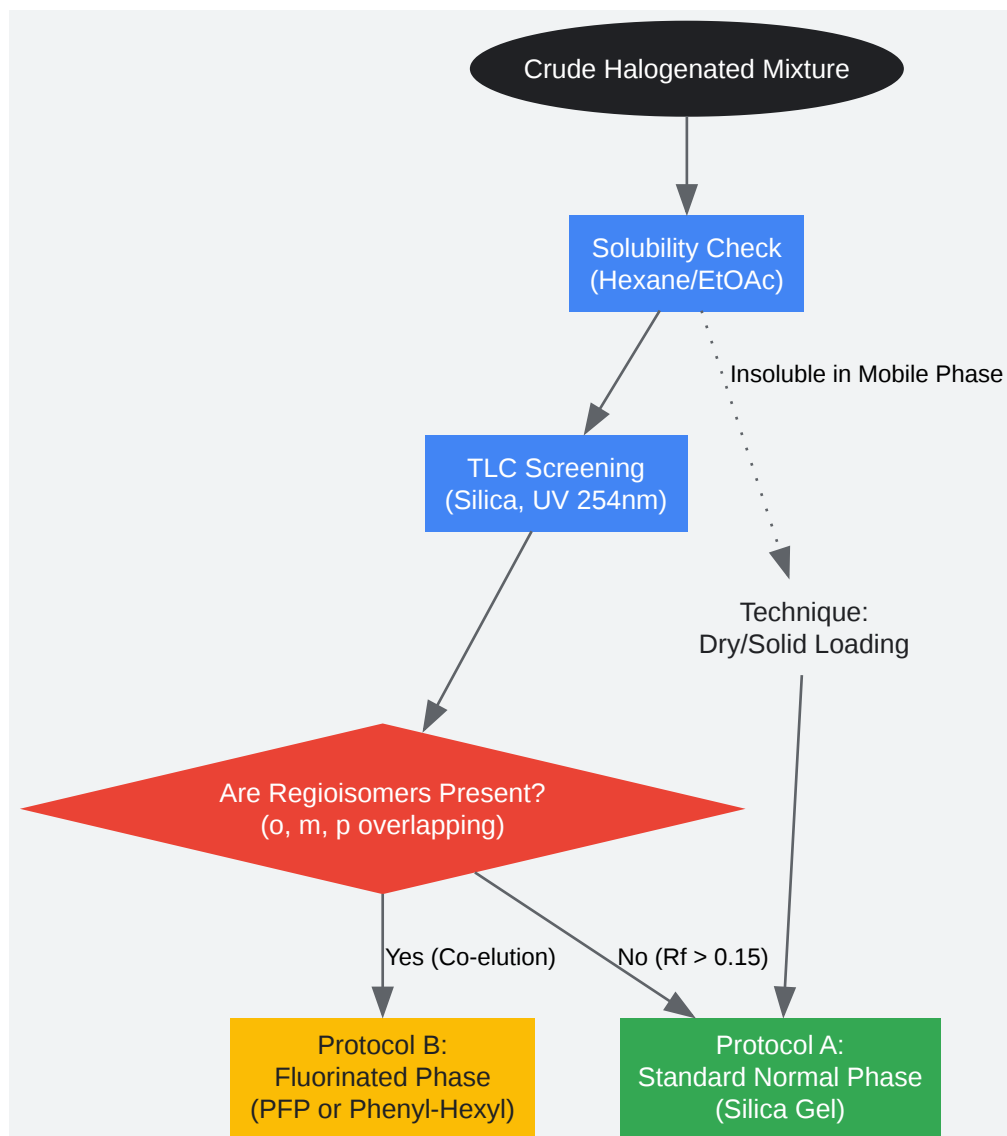 Crude Halogenated Mixture
Solubility Check
(Hexane/EtOAc)
Insoluble in Mobile Phase
TLC Screening
(Silica, UV 254nm)
Technique:
Dry/Solid Loading
Are Regioisomers Present?
(o, m, p overlapping)
Yes (Co-elution)
No (Rf > 0.15)
Protocol B:
Fluorinated Phase
(PFP or Phenyl-Hexyl)
Protocol A:
Standard Normal Phase
(Silica Gel)